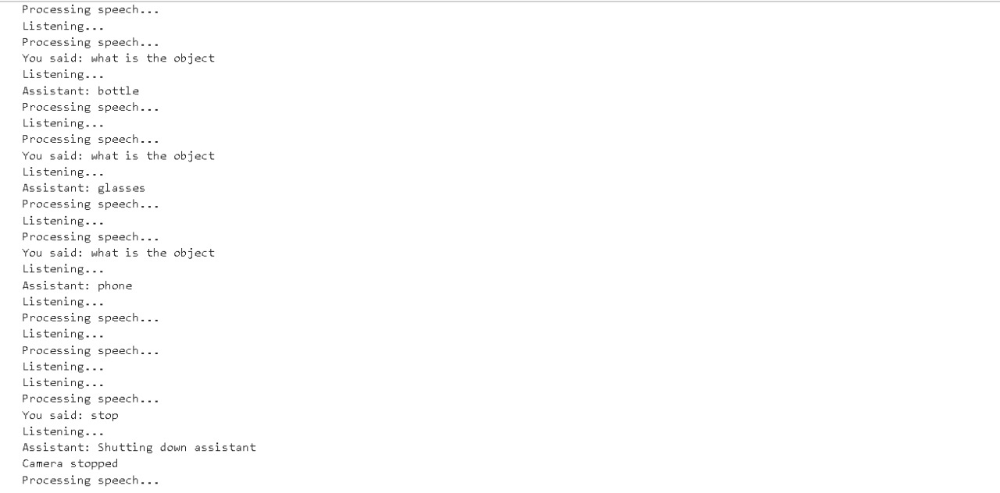 Processing speech...
Listening...
Processing speech...
You said: what is the object
Listening...
Assistant: bottle
Processing speech...
Listening...
Processing speech...
You said: what is the object
Listening...
Assistant: glasses
Processing speech...
Listening...
Processing speech...
You said: what is the object
Listening...
Assistant: phone
Listening...
Processing speech...
Listening...
Processing speech...
Listening...
Listening...
Processing speech...
You said: stop
Listening...
Assistant: Shutting down assistant
Camera stopped
Processing speech...